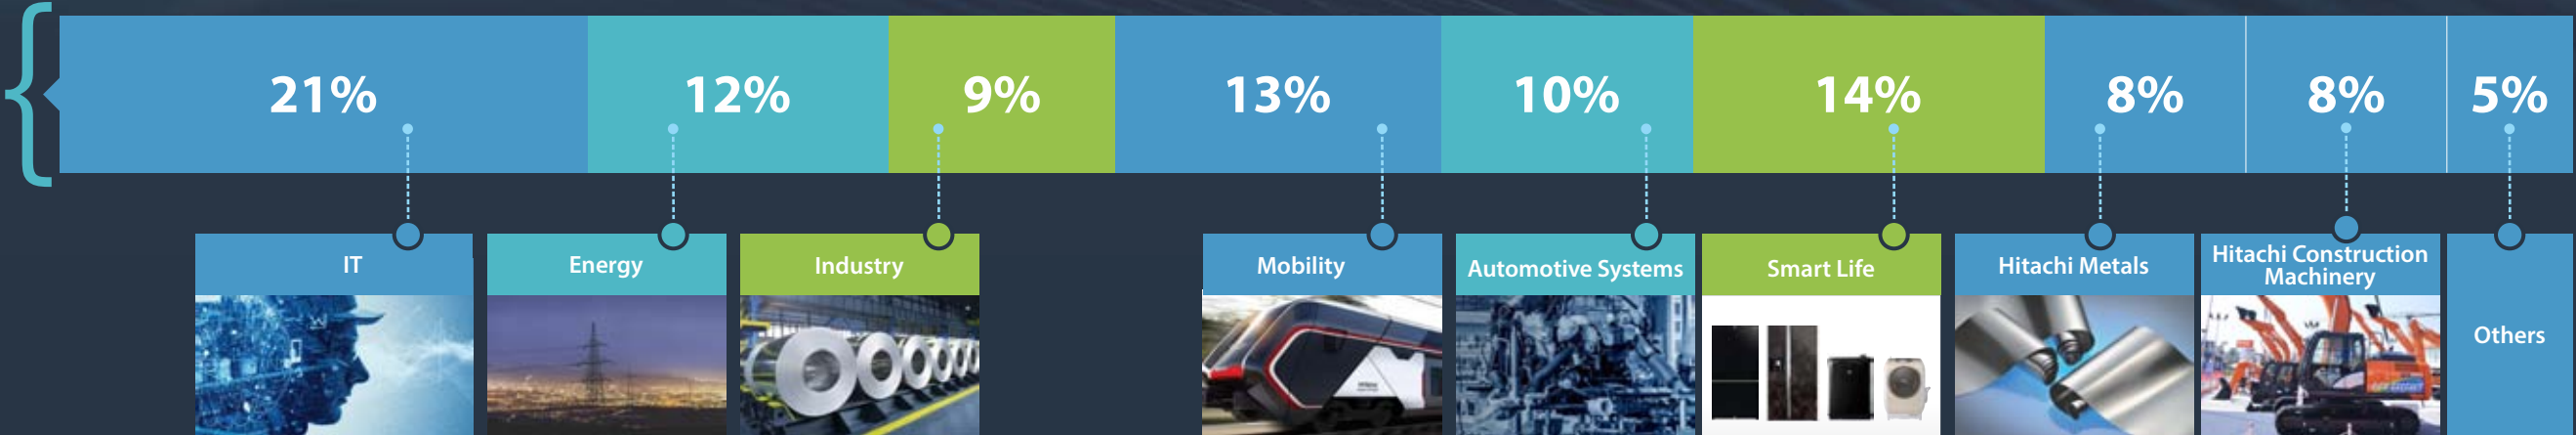 21%
12%
9%
13%
10%
14%
8%
8%
5%
IT
Energy
Industry
Mobility
Automotive Systems
Smart Life
Hitachi Metals
Hitachi Construction
Machinery
Others